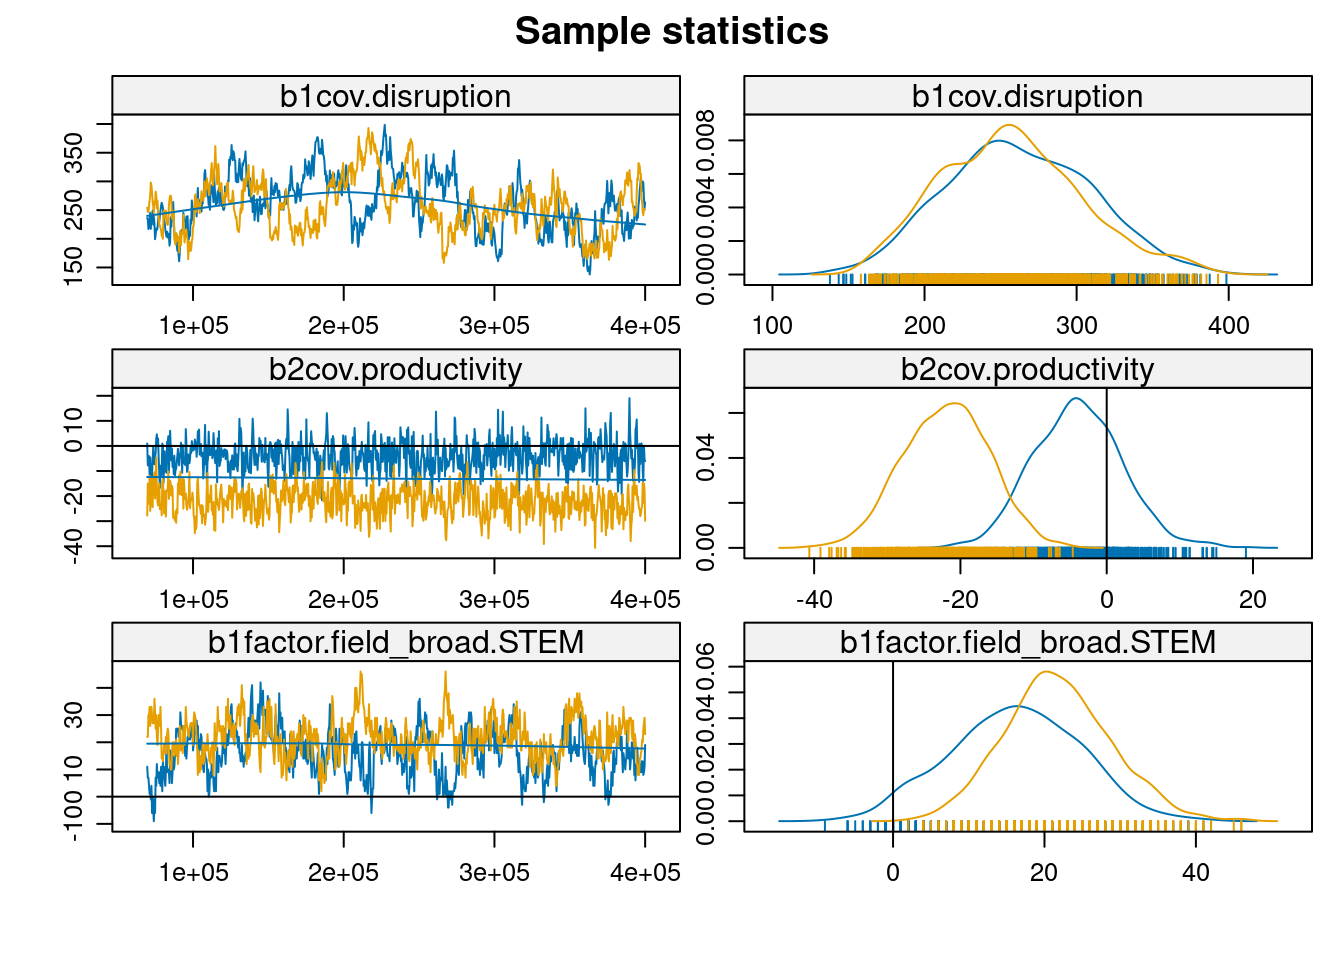 Sample statistics
b1cov.disruption
b1cov.disruption
150 250 350
0.000 0.004 0.008
1e+05 2e+05 3e+05 4e+05
100 200 300 400
b2cov.productivity
b2cov.productivity
-40 -20 0 10
0.00 0.04
1e+05 2e+05 3e+05 4e+05
-40 -20 0 20
b1factor.field_broad.STEM
b1factor.field_broad.STEM
-10 0 10 30
0.00 0.02 0.04 0.06
1e+05 2e+05 3e+05 4e+05
0 20 40